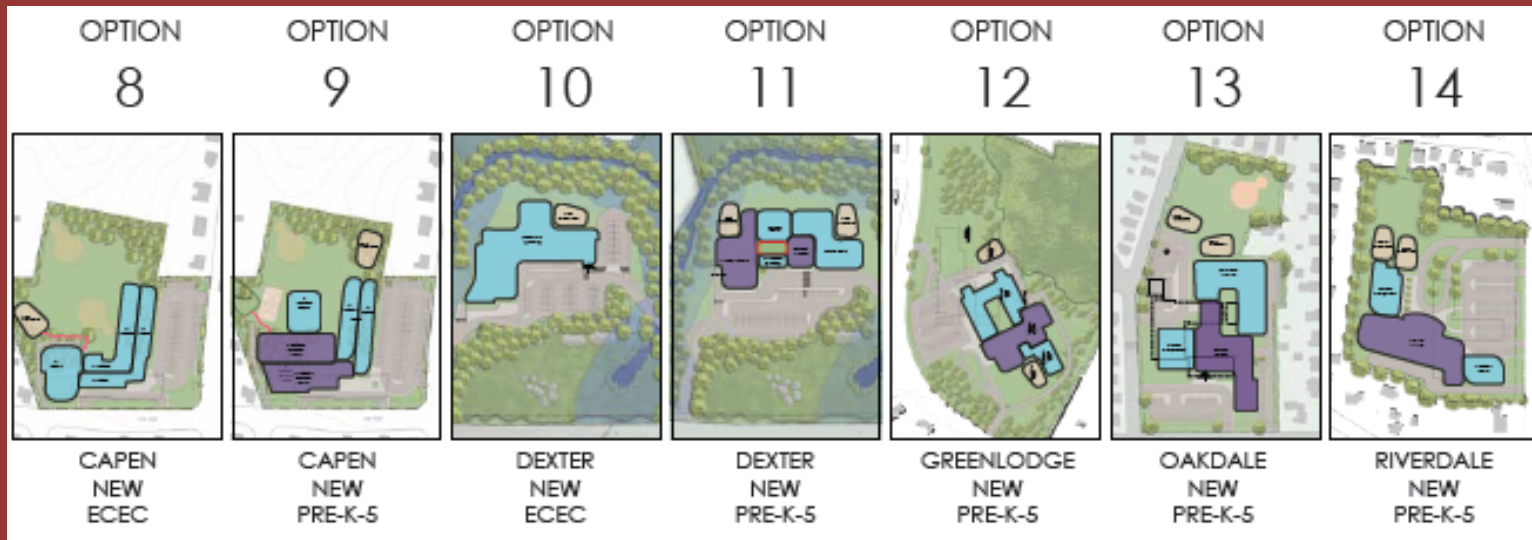 OPTION
8
CAPEN
NEW
ECEC
OPTION
9
CAPEN
NEW
PRE-K-5
OPTION
10
DEXTER
NEW
ECEC
OPTION
11
DEXTER
NEW
PRE-K-5
OPTION
12
GREENLODGE
NEW
PRE-K-5
OPTION
13
OAKDALE
NEW
PRE-K-5
OPTION
14
RIVERDALE
NEW
PRE-K-5